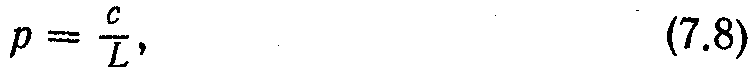 p = c/L, (7.8)